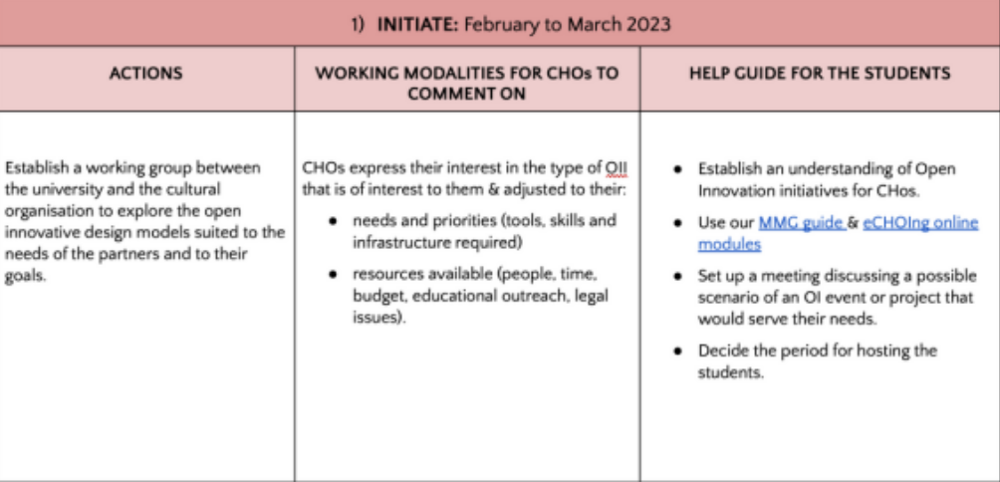 1) INITIATE: February to March 2023
ACTIONS
WORKING MODALITIES FOR CHOs TO
COMMENT ON
HELP GUIDE FOR THE STUDENTS
Establish a working group between
the university and the cultural
organisation to explore the open
innovative design models suited to the
needs of the partners and to their
goals.
CHOs express their interest in the type of OII
that is of interest to them & adjusted to their:
● needs and priorities (tools, skills and
infrastructure required)
● resources available (people, time,
budget, educational outreach, legal
issues).
● Establish an understanding of Open
Innovation initiatives for CHos.
● Use our MMG guide & eCHOIng online
modules
● Set up a meeting discussing a possible
scenario of an OI event or project that
would serve their needs.
● Decide the period for hosting the
students.